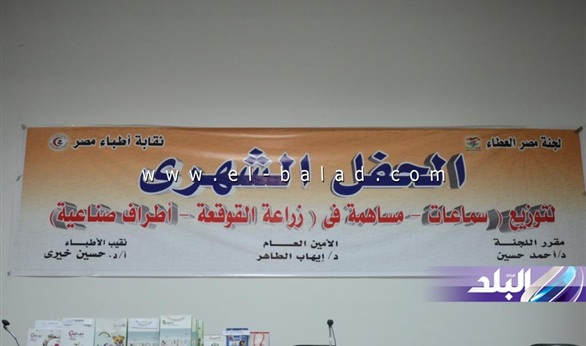 لجنة مصر العطاء
نقابة أطباء مصر
الحفل الشهرى
www.el-balad.com
لتوزيع (سماعات - مساهمة فى (زراعة القوقعة - أطراف صناعية)
مقرر اللجنة
الأمين العام
نقيب الأطباء
د/أحمد حسين
د/ إيهاب الطاهر
أ/د. حسين خيرى
البلد